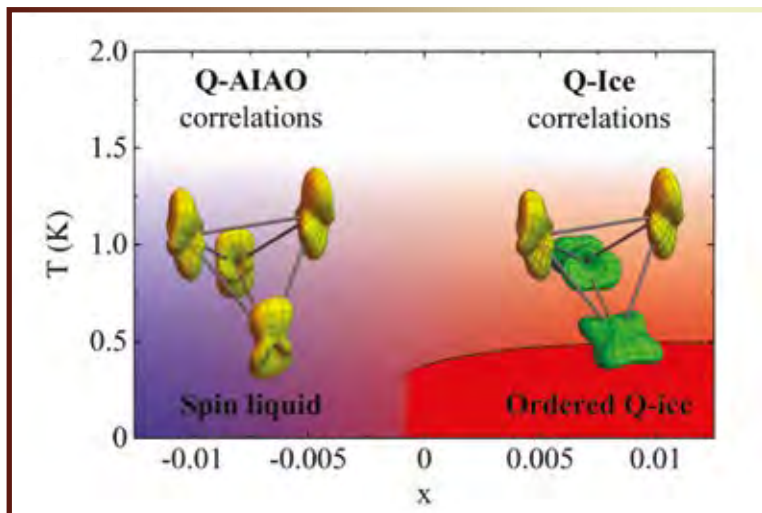 2.0
1.5
1.0
0.5
0
T (K)
Q-AIAO
correlations
Q-Ice
correlations
Spin liquid
Ordered Q-ice
-0.01
-0.005
0
0.005
0.01
x